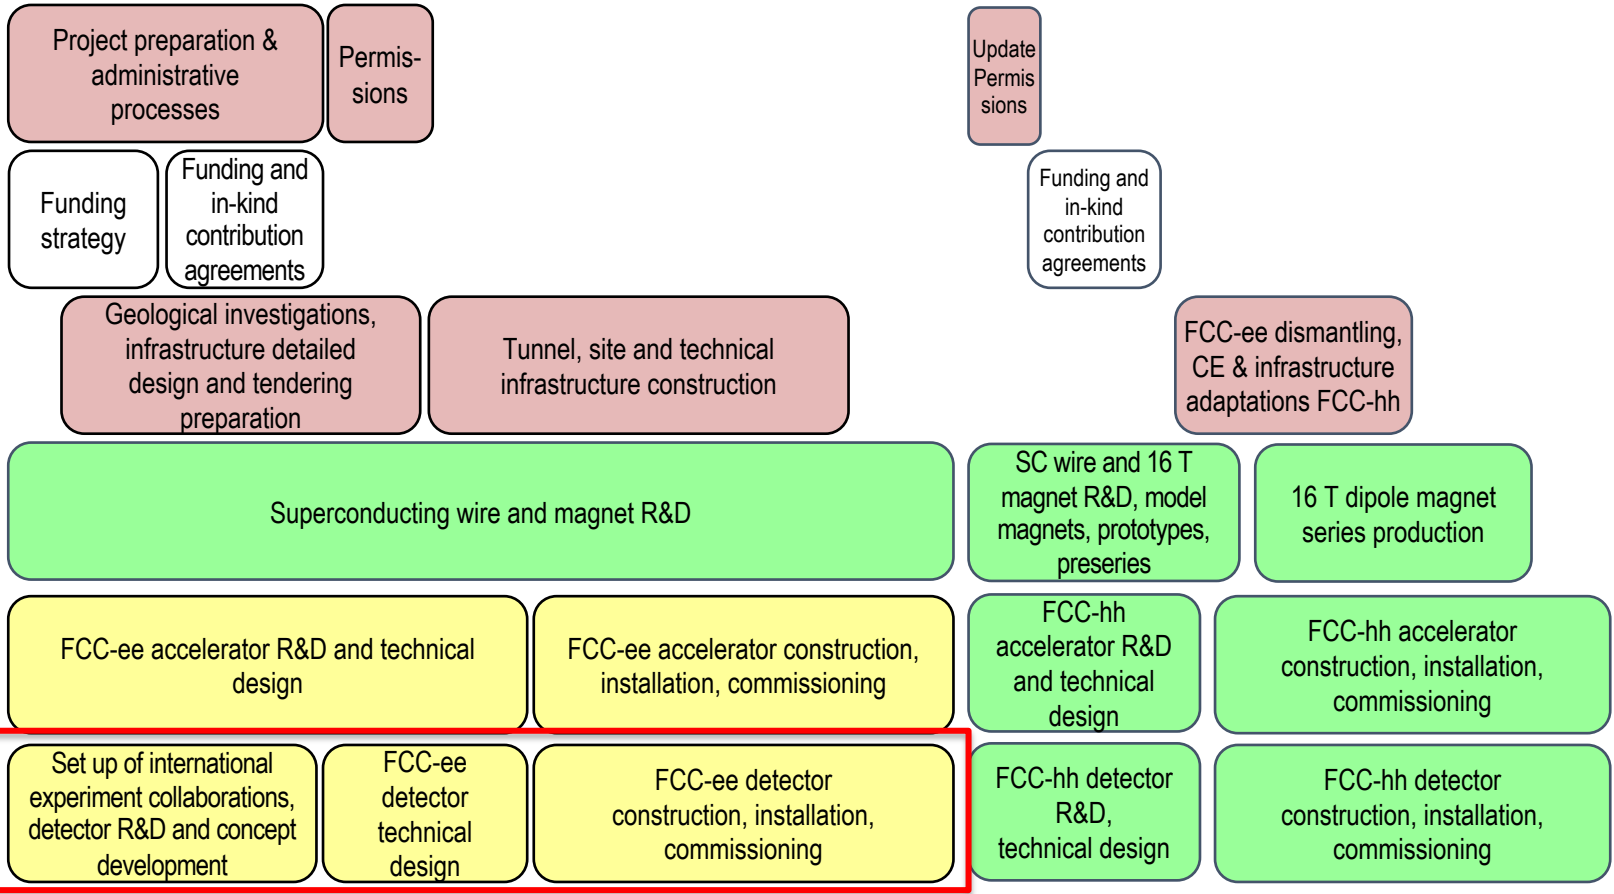 Project preparation &
administrative
processes
Permis-
sions
Update
Permis
sions
Funding
strategy
Funding and
in-kind
contribution
agreements
Funding and
in-kind
contribution
agreements
Geological investigations,
infrastructure detailed
design and tendering
preparation
Tunnel, site and technical
infrastructure construction
FCC-ee dismantling,
CE & infrastructure
adaptations FCC-hh
Superconducting wire and magnet R&D
SC wire and 16 T
magnet R&D, model
magnets, prototypes,
preseries
16 T dipole magnet
series production
FCC-ee accelerator R&D and technical
design
FCC-ee accelerator construction,
installation, commissioning
FCC-hh
accelerator R&D
and technical
design
FCC-hh accelerator
construction, installation,
commissioning
Set up of international
experiment collaborations,
detector R&D and concept
development
FCC-ee
detector
technical
design
FCC-ee detector
construction, installation,
commissioning
FCC-hh detector
R&D,
technical design
FCC-hh detector
construction, installation,
commissioning